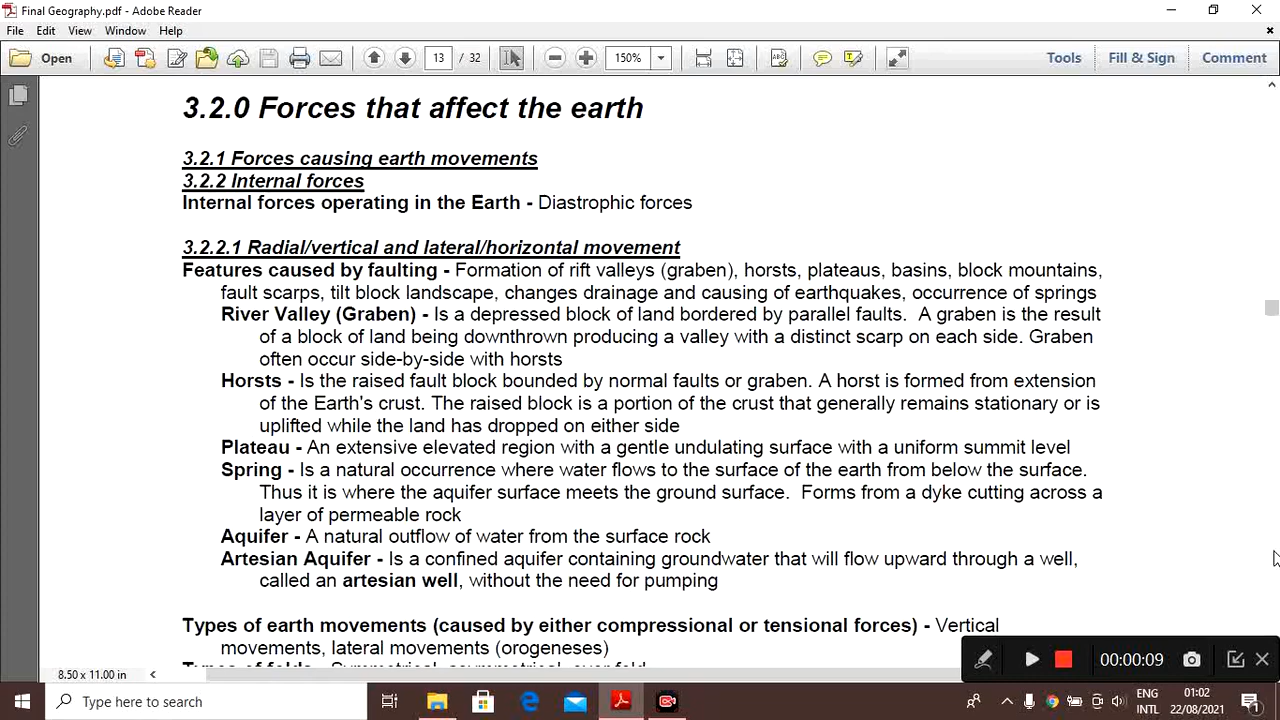 Final Geography.pdf - Adobe Reader
File Edit View Window Help
Open 13 / 32 150% Tools Fill & Sign Comment
3.2.0 Forces that affect the earth
3.2.1 Forces causing earth movements
3.2.2 Internal forces
Internal forces operating in the Earth - Diastrophic forces
3.2.2.1 Radial/vertical and lateral/horizontal movement
Features caused by faulting - Formation of rift valleys (graben), horsts, plateaus, basins, block mountains,
fault scarps, tilt block landscape, changes drainage and causing of earthquakes, occurrence of springs
River Valley (Graben) - Is a depressed block of land bordered by parallel faults. A graben is the result
of a block of land being downthrown producing a valley with a distinct scarp on each side. Graben
often occur side-by-side with horsts
Horsts - Is the raised fault block bounded by normal faults or graben. A horst is formed from extension
of the Earth's crust. The raised block is a portion of the crust that generally remains stationary or is
uplifted while the land has dropped on either side
Plateau - An extensive elevated region with a gentle undulating surface with a uniform summit level
Spring - Is a natural occurrence where water flows to the surface of the earth from below the surface.
Thus it is where the aquifer surface meets the ground surface. Forms from a dyke cutting across a
layer of permeable rock
Aquifer - A natural outflow of water from the surface rock
Artesian Aquifer - Is a confined aquifer containing groundwater that will flow upward through a well,
called an artesian well, without the need for pumping
Types of earth movements (caused by either compressional or tensional forces) - Vertical
movements, lateral movements (orogeneses)
Types of folds - Symmetrical, asymmetrical, over fold
00:00:09
8.50 x 11.00 in
Type here to search
ENG 01:02
INTL 22/08/2021
1